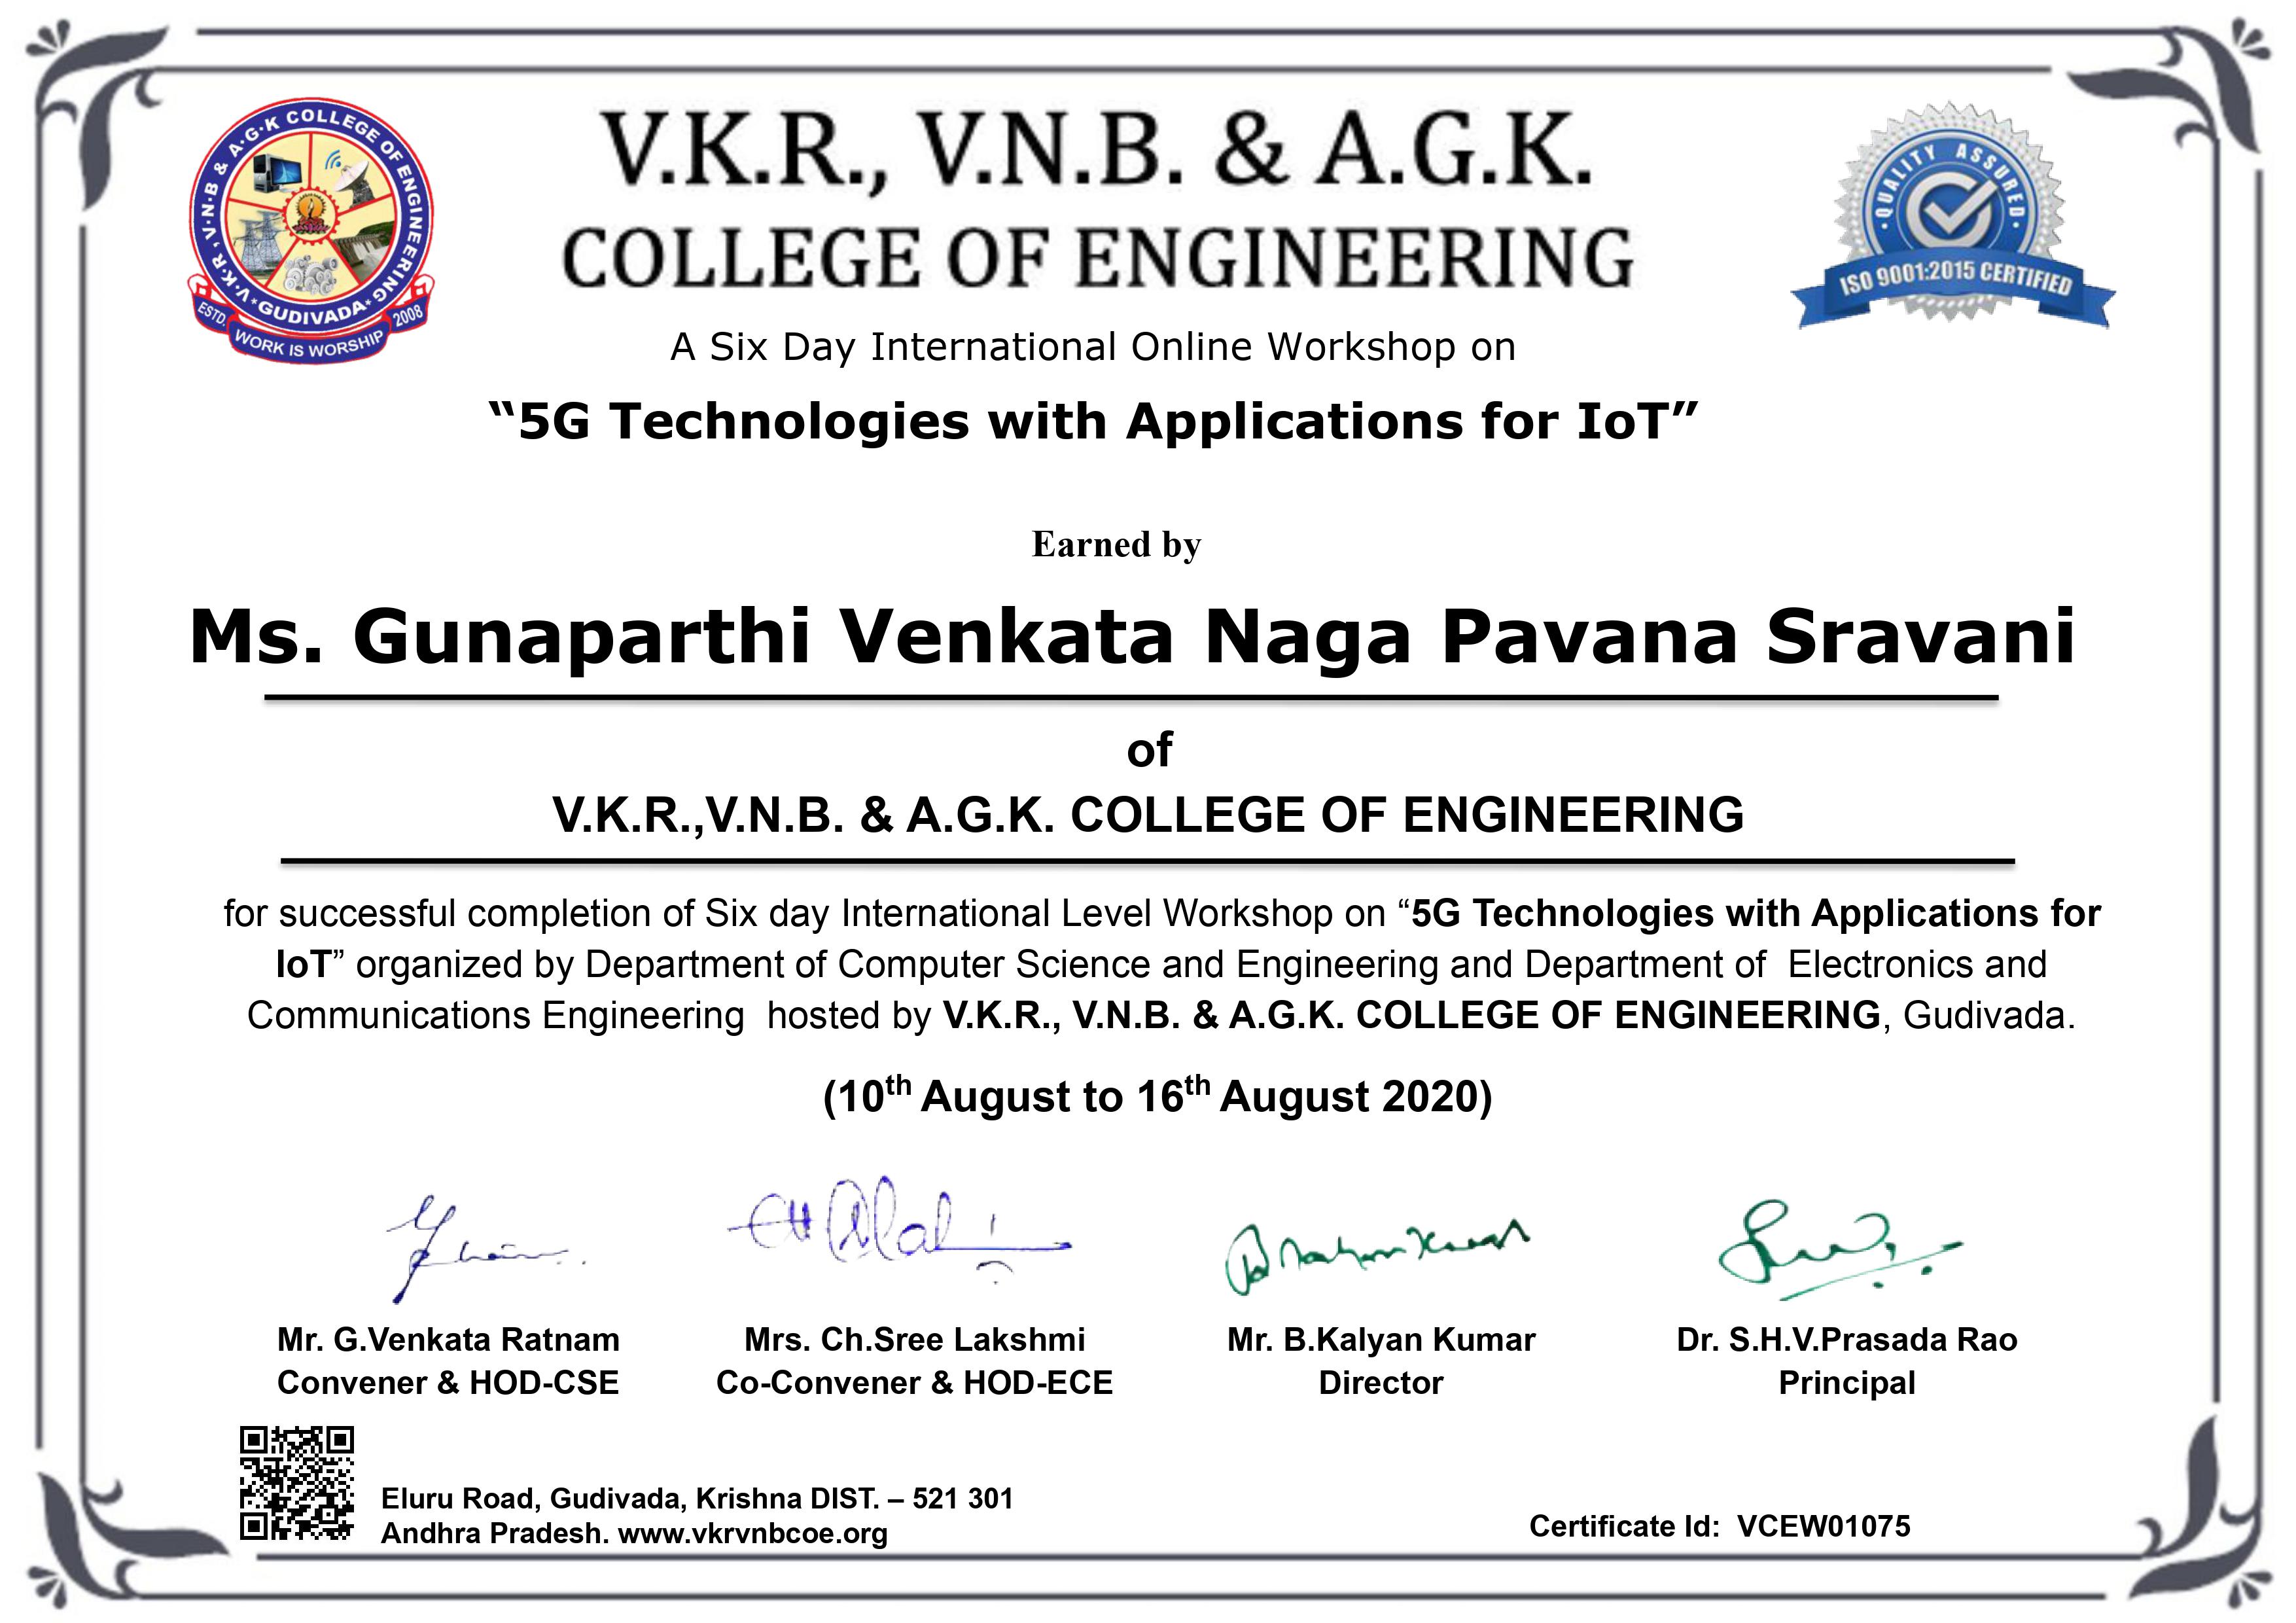 V.K.R., V.N.B. & A.G.K.
COLLEGE OF ENGINEERING
V·K·R, V·N·B & A·G·K COLLEGE OF ENGINEERING
*GUDIVADA*
ESTD. 2008
WORK IS WORSHIP
· QUALITY ASSURED ·
ISO 9001:2015 CERTIFIED
A Six Day International Online Workshop on
“5G Technologies with Applications for IoT”
Earned by
Ms. Gunaparthi Venkata Naga Pavana Sravani
of
V.K.R.,V.N.B. & A.G.K. COLLEGE OF ENGINEERING
for successful completion of Six day International Level Workshop on “5G Technologies with Applications for
IoT” organized by Department of Computer Science and Engineering and Department of Electronics and
Communications Engineering hosted by V.K.R., V.N.B. & A.G.K. COLLEGE OF ENGINEERING, Gudivada.
(10th August to 16th August 2020)
Mr. G.Venkata Ratnam
Convener & HOD-CSE
Mrs. Ch.Sree Lakshmi
Co-Convener & HOD-ECE
Mr. B.Kalyan Kumar
Director
Dr. S.H.V.Prasada Rao
Principal
Eluru Road, Gudivada, Krishna DIST. – 521 301
Andhra Pradesh. www.vkrvnbcoe.org
Certificate Id: VCEW01075